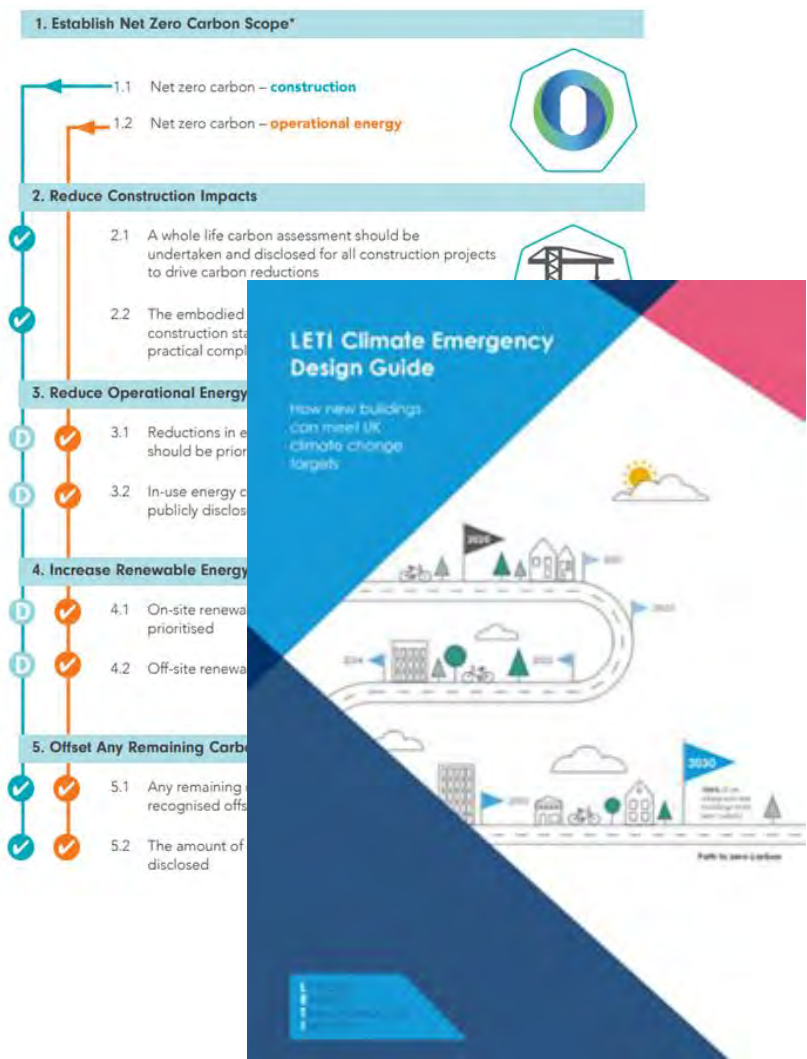 1. Establish Net Zero Carbon Scope*
1.1 Net zero carbon – construction
1.2 Net zero carbon – operational energy
2. Reduce Construction Impacts
2.1 A whole life carbon assessment should be
undertaken and disclosed for all construction projects
to drive carbon reductions
2.2 The embodied
construction sta
practical compl
3. Reduce Operational Energy
D
3.1 Reductions in e
should be prior
D
3.2 In-use energy c
publicly disclos
4. Increase Renewable Energy
D
4.1 On-site renewa
prioritised
D
4.2 Off-site renewa
5. Offset Any Remaining Carbo
5.1 Any remaining
recognised offs
5.2 The amount of
disclosed
LETI Climate Emergency
Design Guide
How new buildings
can meet UK
climate change
targets
2020
2030
Path to zero carbon
L
E
T
I